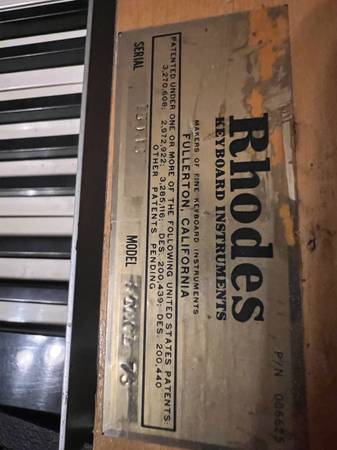 Rhodes
KEYBOARD INSTRUMENTS
MAKERS OF FINE KEYBOARD INSTRUMENTS
FULLERTON, CALIFORNIA
PATENTED UNDER ONE OR MORE OF THE FOLLOWING UNITED STATES PATENTS:
3,270,608; 2,972,922; 3,285,116; DES. 200,439; DES. 200,440
OTHER PATENTS PENDING
SERIAL
MODEL
P/N 086625